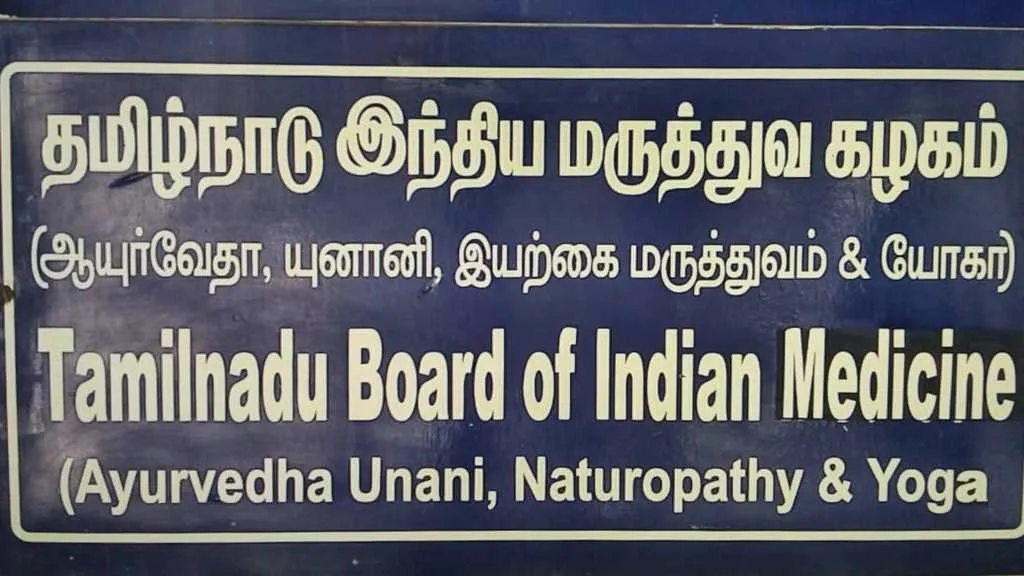 தமிழ்நாடு இந்திய மருத்துவ கழகம்
(ஆயுர்வேதா, யுனானி, இயற்கை மருத்துவம் & யோகா)
Tamilnadu Board of Indian Medicine
(Ayurvedha Unani, Naturopathy & Yoga